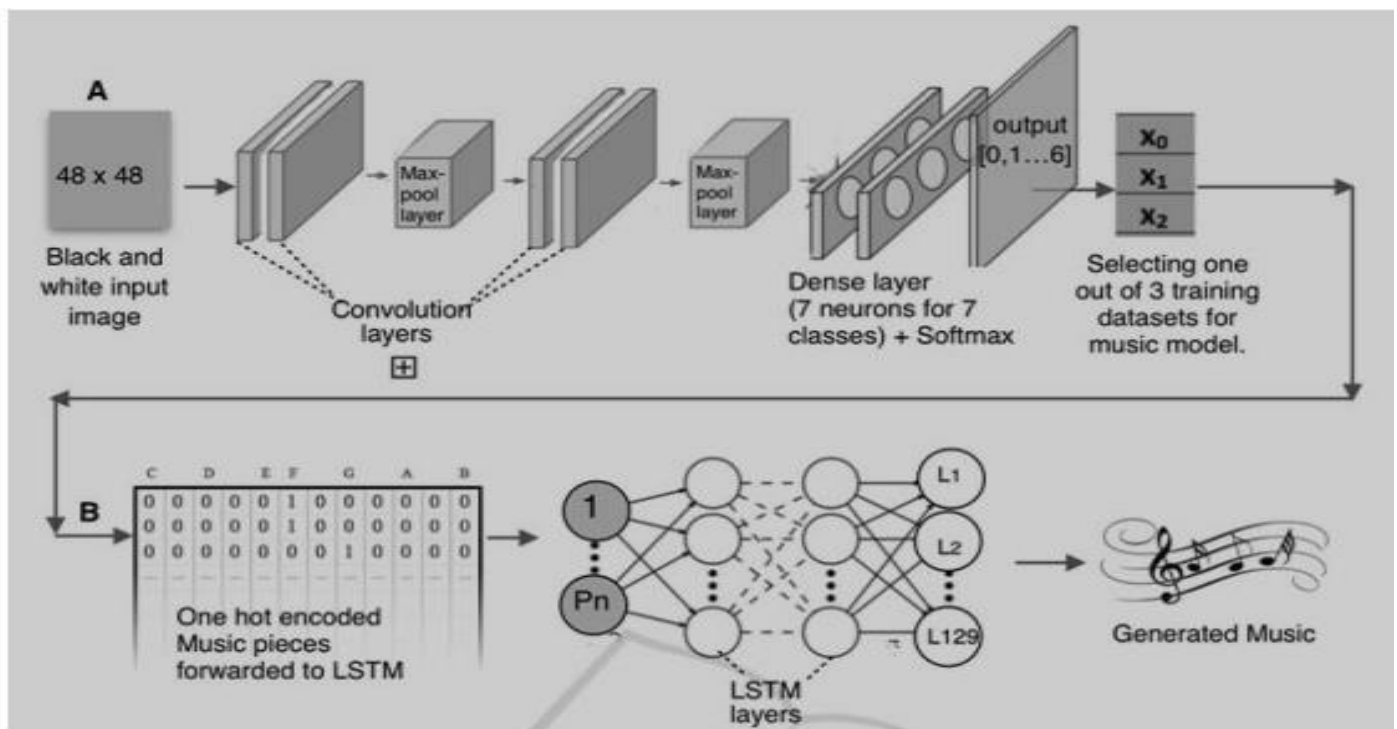 A
48 x 48
Black and
white input
image
Convolution
layers
Max-
pool
layer
Max-
pool
layer
Dense layer
(7 neurons for 7
classes) + Softmax
output
[0,1...6]
X0
X1
X2
Selecting one
out of 3 training
datasets for
music model.
B
C D E F G A B
0 0 0 0 0 1 0 0 0 0 0 0
0 0 0 0 0 1 0 0 0 0 0 0
0 0 0 0 0 0 0 1 0 0 0 0
One hot encoded
Music pieces
forwarded to LSTM
1
Pn
LSTM
layers
L1
L2
L129
Generated Music